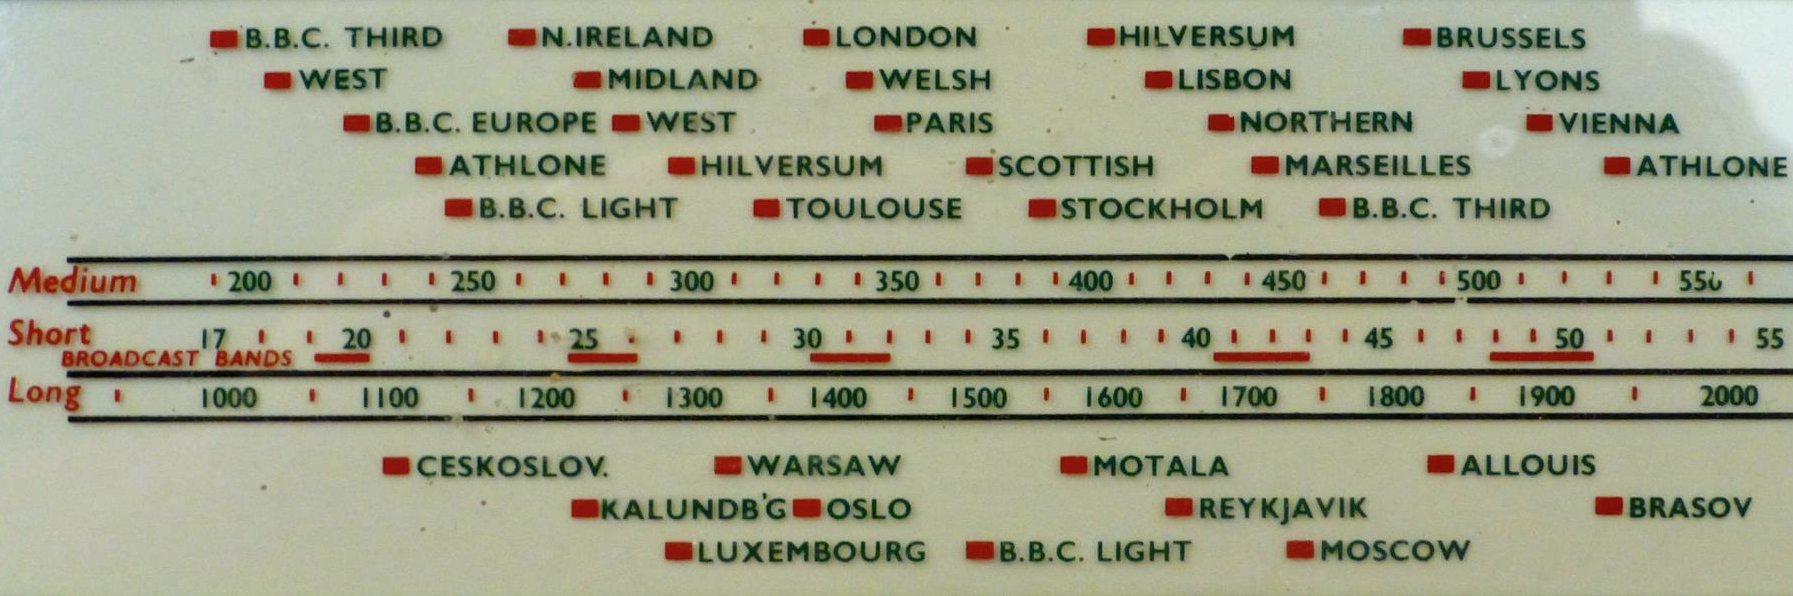 B.B.C. THIRD N.IRELAND LONDON HILVERSUM BRUSSELS
WEST MIDLAND WELSH LISBON LYONS
B.B.C. EUROPE WEST PARIS NORTHERN VIENNA
ATHLONE HILVERSUM SCOTTISH MARSEILLES ATHLONE
B.B.C. LIGHT TOULOUSE STOCKHOLM B.B.C. THIRD
Medium 200 250 300 350 400 450 500 550
Short 17 20 25 30 35 40 45 50 55
BROADCAST BANDS
Long 1000 1100 1200 1300 1400 1500 1600 1700 1800 1900 2000
CESKOSLOV. WARSAW MOTALA ALLOUIS
KALUNDB'G OSLO REYKJAVIK BRASOV
LUXEMBOURG B.B.C. LIGHT MOSCOW